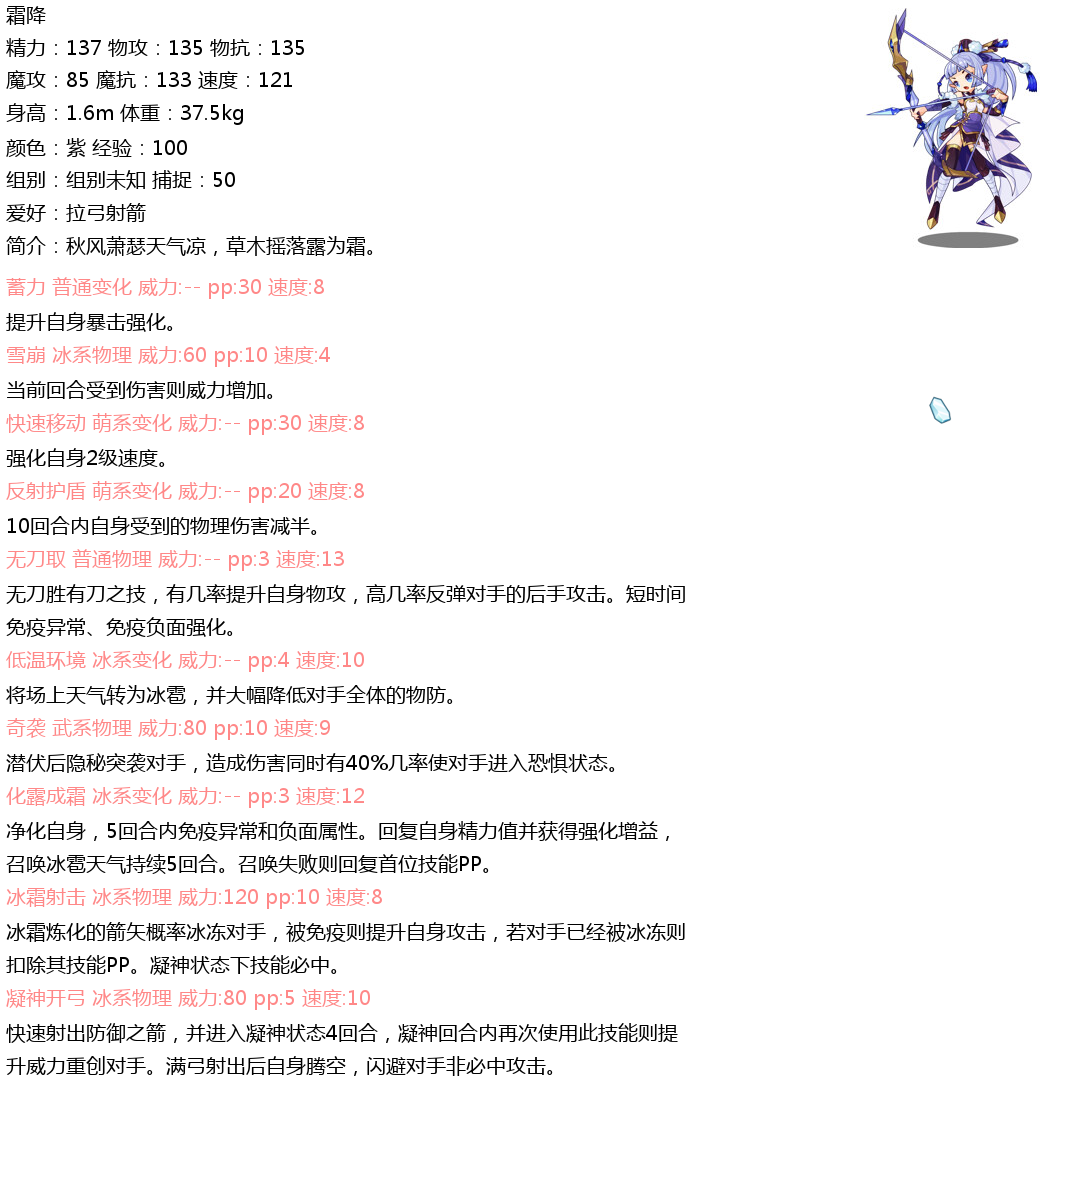 霜降
精力：137 物攻：135 物抗：135
魔攻：85 魔抗：133 速度：121
身高：1.6m 体重：37.5kg
颜色：紫 经验：100
组别：组别未知 捕捉：50
爱好：拉弓射箭
简介：秋风萧瑟天气凉，草木摇落露为霜。
蓄力 普通变化 威力:-- pp:30 速度:8
提升自身暴击强化。
雪崩 冰系物理 威力:60 pp:10 速度:4
当前回合受到伤害则威力增加。
快速移动 萌系变化 威力:-- pp:30 速度:8
强化自身2级速度。
反射护盾 萌系变化 威力:-- pp:20 速度:8
10回合内自身受到的物理伤害减半。
无刀取 普通物理 威力:-- pp:3 速度:13
无刀胜有刀之技，有几率提升自身物攻，高几率反弹对手的后手攻击。短时间
免疫异常、免疫负面强化。
低温环境 冰系变化 威力:-- pp:4 速度:10
将场上天气转为冰雹，并大幅降低对手全体的物防。
奇袭 武系物理 威力:80 pp:10 速度:9
潜伏后隐秘突袭对手，造成伤害同时有40%几率使对手进入恐惧状态。
化露成霜 冰系变化 威力:-- pp:3 速度:12
净化自身，5回合内免疫异常和负面属性。回复自身精力值并获得强化增益，
召唤冰雹天气持续5回合。召唤失败则回复首位技能PP。
冰霜射击 冰系物理 威力:120 pp:10 速度:8
冰霜炼化的箭矢概率冰冻对手，被免疫则提升自身攻击，若对手已经被冰冻则
扣除其技能PP。凝神状态下技能必中。
凝神开弓 冰系物理 威力:80 pp:5 速度:10
快速射出防御之箭，并进入凝神状态4回合，凝神回合内再次使用此技能则提
升威力重创对手。满弓射出后自身腾空，闪避对手非必中攻击。